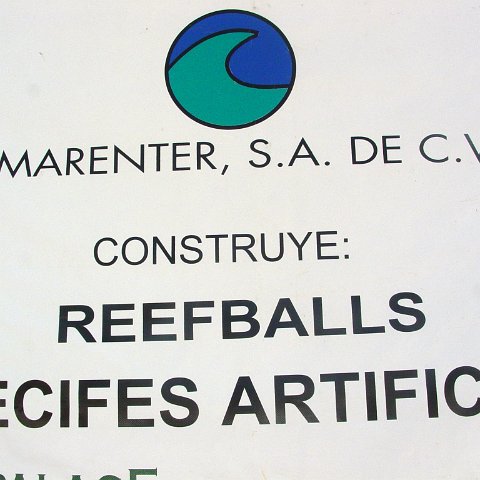 MARENTER, S.A. DE C.V
CONSTRUYE:
REEFBALLS
ECIFES ARTIFIC